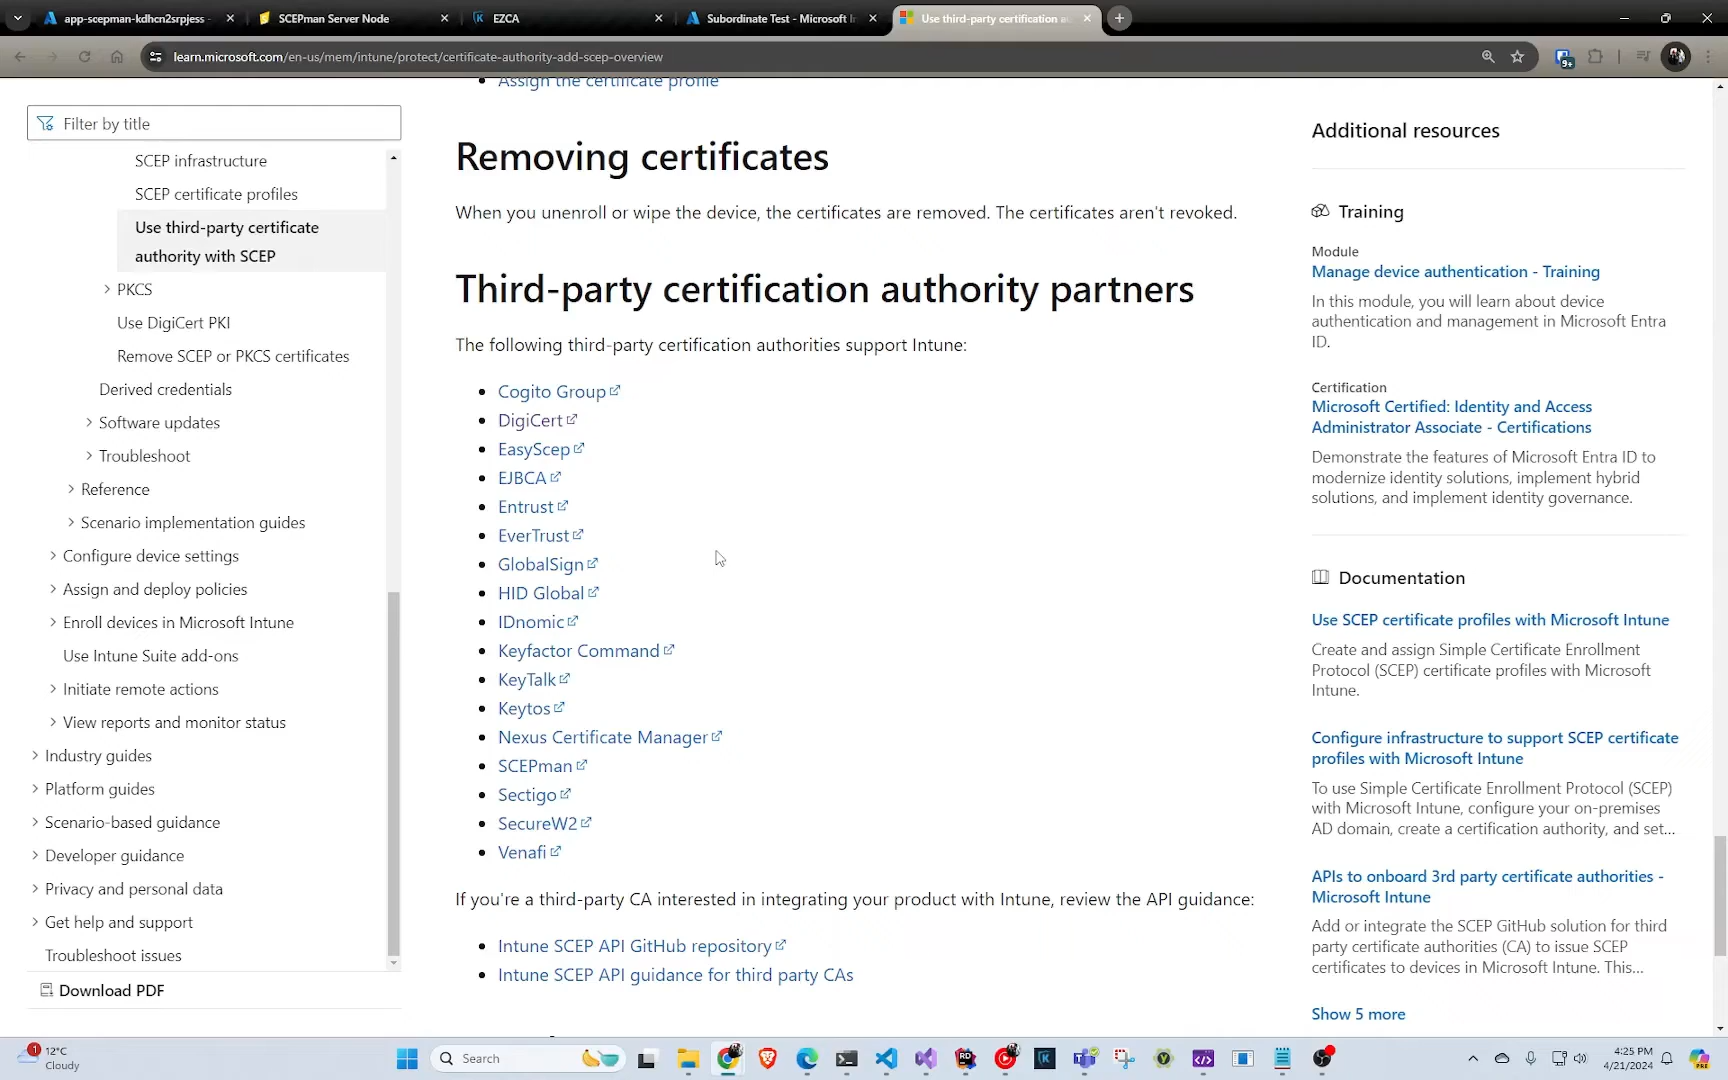 app-scepman-kdhcn2srpjess -
SCEPman Server Node
EZCA
Subordinate Test - Microsoft
Use third-party certification
learn.microsoft.com/en-us/mem/intune/protect/certificate-authority-add-scep-overview
9+
Filter by title
SCEP infrastructure
SCEP certificate profiles
Use third-party certificate
authority with SCEP
PKCS
Use DigiCert PKI
Remove SCEP or PKCS certificates
Derived credentials
Software updates
Troubleshoot
Reference
Scenario implementation guides
Configure device settings
Assign and deploy policies
Enroll devices in Microsoft Intune
Use Intune Suite add-ons
Initiate remote actions
View reports and monitor status
Industry guides
Platform guides
Scenario-based guidance
Developer guidance
Privacy and personal data
Get help and support
Troubleshoot issues
Download PDF
Assign the certificate profile
Removing certificates
When you unenroll or wipe the device, the certificates are removed. The certificates aren't revoked.
Third-party certification authority partners
The following third-party certification authorities support Intune:
Cogito Group
DigiCert
EasyScep
EJBCA
Entrust
EverTrust
GlobalSign
HID Global
IDnomic
Keyfactor Command
KeyTalk
Keytos
Nexus Certificate Manager
SCEPman
Sectigo
SecureW2
Venafi
If you're a third-party CA interested in integrating your product with Intune, review the API guidance:
Intune SCEP API GitHub repository
Intune SCEP API guidance for third party CAs
Additional resources
Training
Module
Manage device authentication - Training
In this module, you will learn about device
authentication and management in Microsoft Entra
ID.
Certification
Microsoft Certified: Identity and Access
Administrator Associate - Certifications
Demonstrate the features of Microsoft Entra ID to
modernize identity solutions, implement hybrid
solutions, and implement identity governance.
Documentation
Use SCEP certificate profiles with Microsoft Intune
Create and assign Simple Certificate Enrollment
Protocol (SCEP) certificate profiles with Microsoft
Intune.
Configure infrastructure to support SCEP certificate
profiles with Microsoft Intune
To use Simple Certificate Enrollment Protocol (SCEP)
with Microsoft Intune, configure your on-premises
AD domain, create a certification authority, and set...
APIs to onboard 3rd party certificate authorities -
Microsoft Intune
Add or integrate the SCEP GitHub solution for third
party certificate authorities (CA) to issue SCEP
certificates to devices in Microsoft Intune. This...
Show 5 more
1
12°C
Cloudy
Search
4:25 PM
4/21/2024